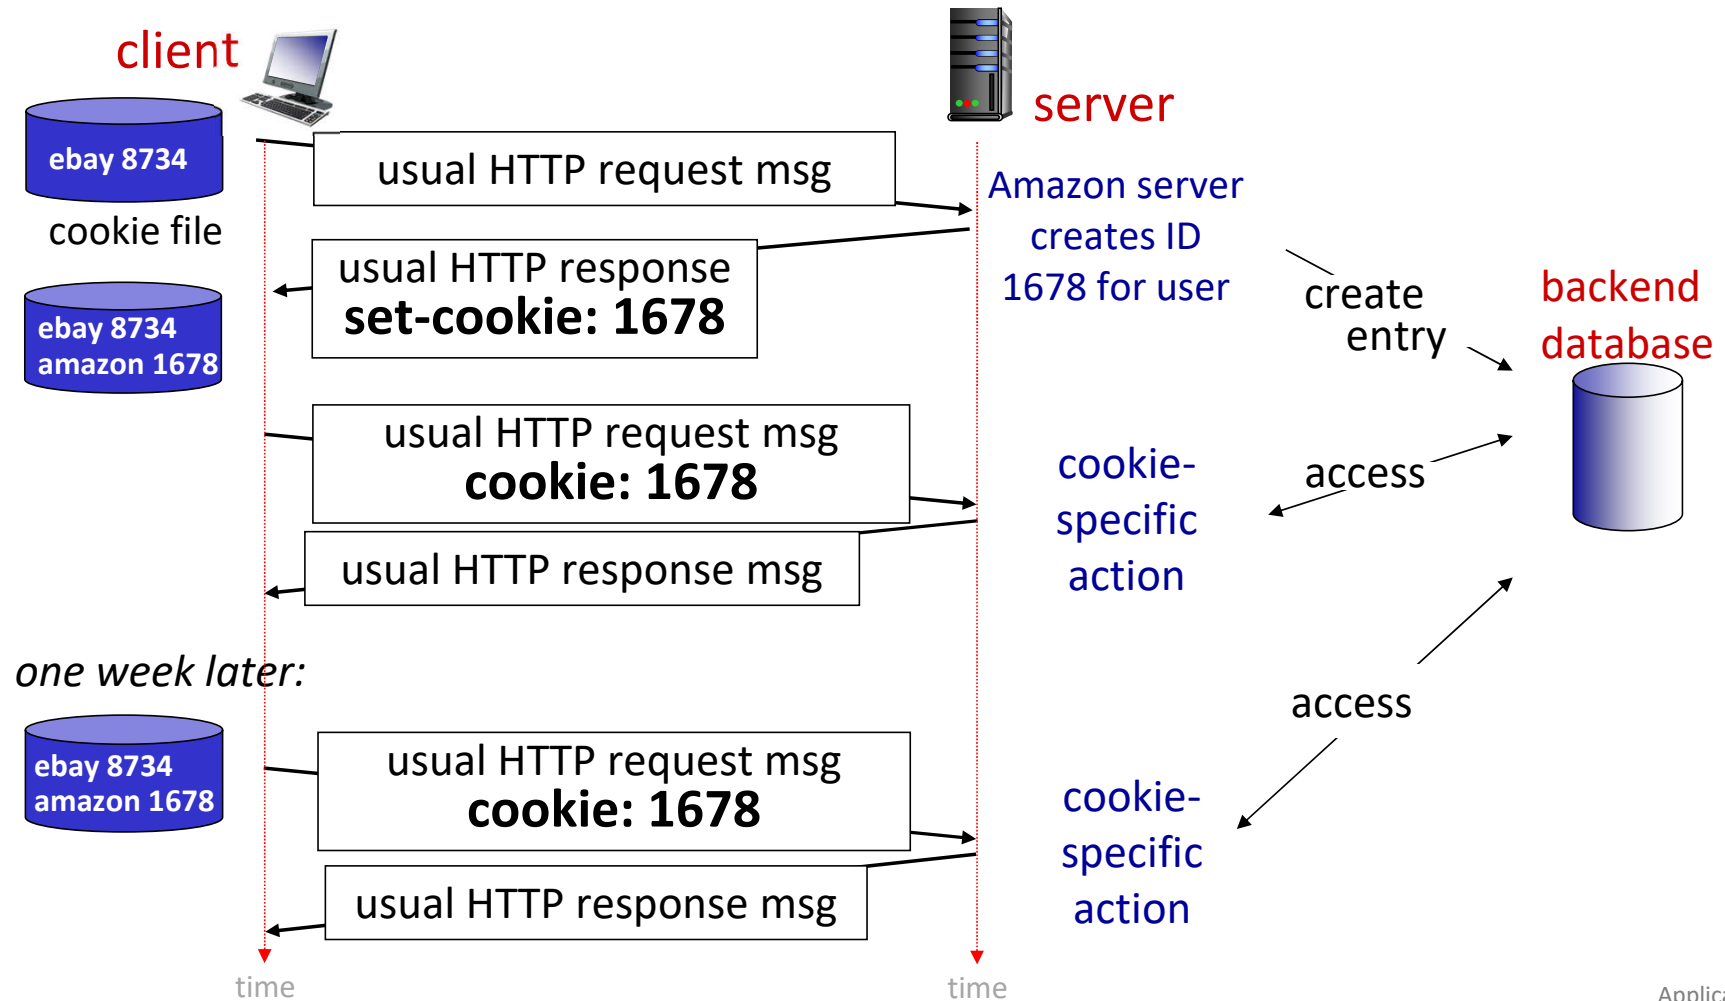 client
server
ebay 8734
cookie file
usual HTTP request msg
Amazon server
creates ID
1678 for user
usual HTTP response
set-cookie: 1678
create
entry
backend
database
ebay 8734
amazon 1678
usual HTTP request msg
cookie: 1678
cookie-
specific
action
access
usual HTTP response msg
one week later:
access
ebay 8734
amazon 1678
usual HTTP request msg
cookie: 1678
cookie-
specific
action
usual HTTP response msg
time
time